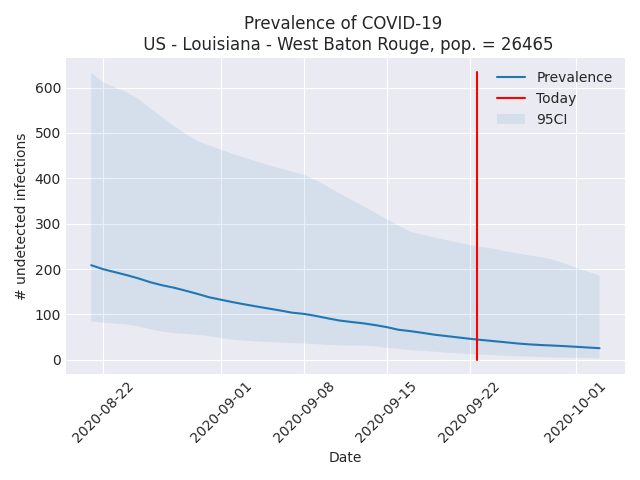 Prevalence of COVID-19
US - Louisiana - West Baton Rouge, pop. = 26465
Prevalence
Today
95CI
# undetected infections
600
500
400
300
200
100
0
2020-08-22
2020-09-01
2020-09-08
2020-09-15
2020-09-22
2020-10-01
Date